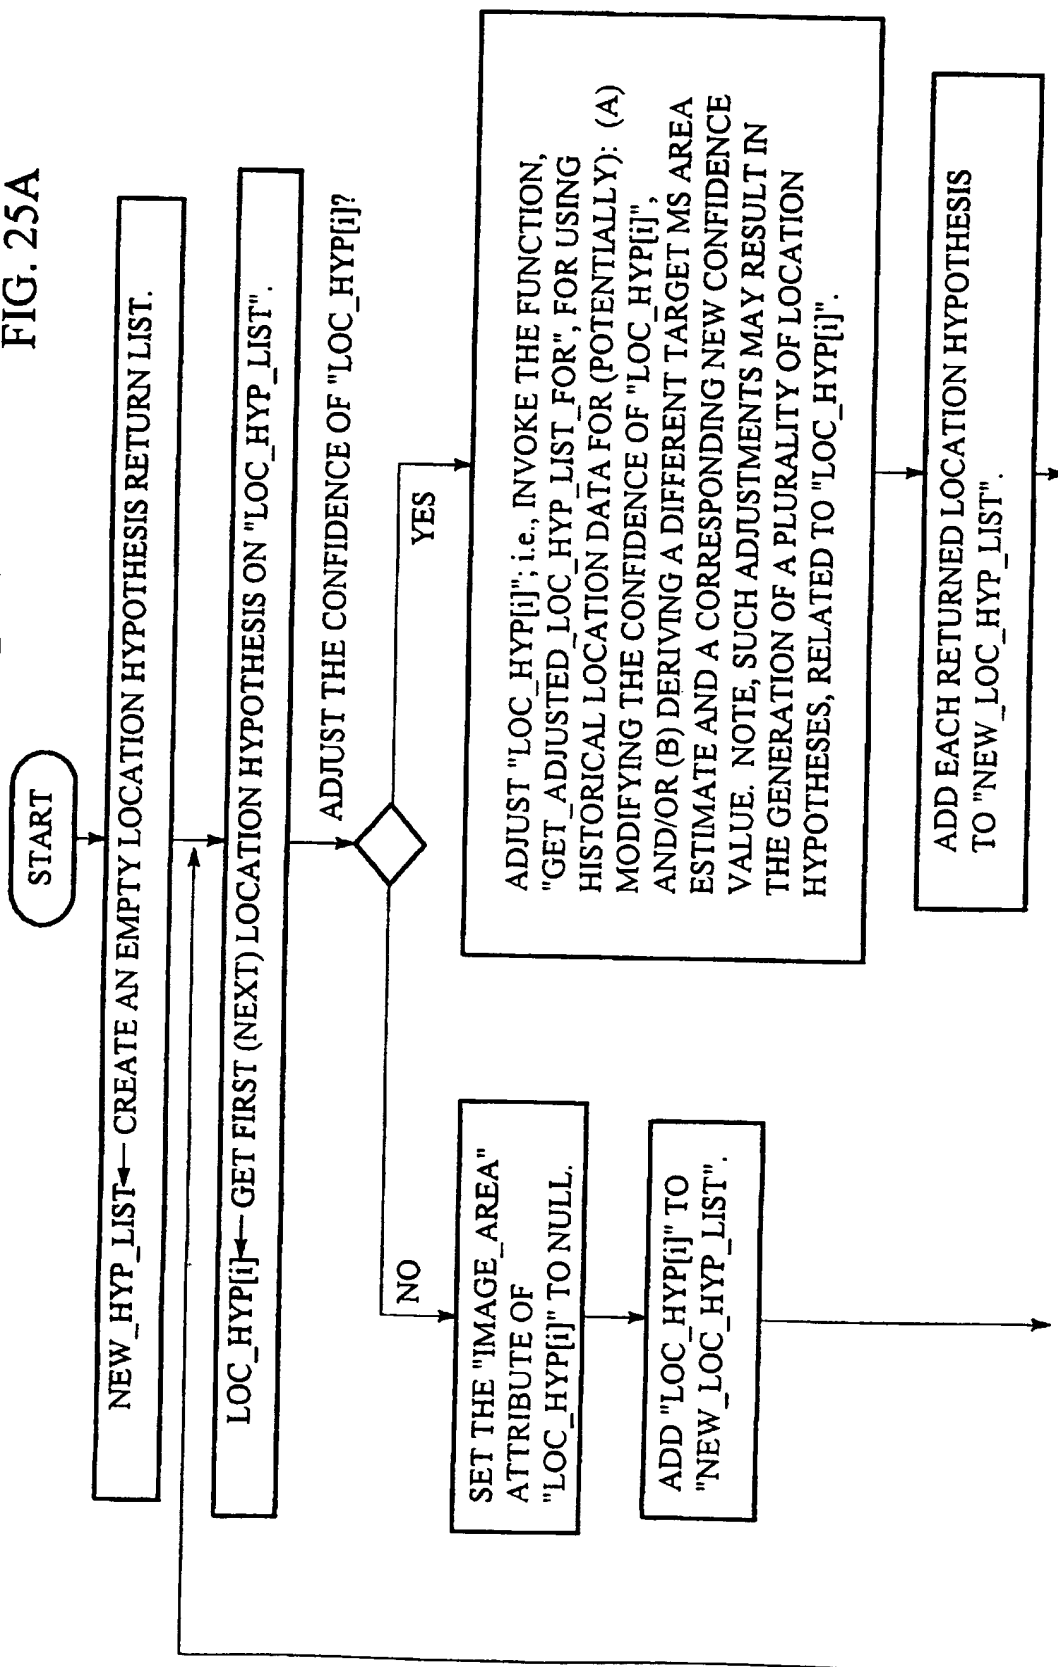 FIG. 25A
START
NEW_HYP_LIST◄— CREATE AN EMPTY LOCATION HYPOTHESIS RETURN LIST.
LOC_HYP[i]◄— GET FIRST (NEXT) LOCATION HYPOTHESIS ON "LOC_HYP_LIST".
ADJUST THE CONFIDENCE OF "LOC_HYP[i]?
NO
YES
SET THE "IMAGE_AREA"
ATTRIBUTE OF
"LOC_HYP[i]" TO NULL.
ADD "LOC_HYP[i]" TO
"NEW_LOC_HYP_LIST".
ADJUST "LOC_HYP[i]"; i.e., INVOKE THE FUNCTION,
"GET_ADJUSTED_LOC_HYP_LIST_FOR", FOR USING
HISTORICAL LOCATION DATA FOR (POTENTIALLY): (A)
MODIFYING THE CONFIDENCE OF "LOC_HYP[i]",
AND/OR (B) DERIVING A DIFFERENT TARGET MS AREA
ESTIMATE AND A CORRESPONDING NEW CONFIDENCE
VALUE. NOTE, SUCH ADJUSTMENTS MAY RESULT IN
THE GENERATION OF A PLURALITY OF LOCATION
HYPOTHESES, RELATED TO "LOC_HYP[i]".
ADD EACH RETURNED LOCATION HYPOTHESIS
TO "NEW_LOC_HYP_LIST".